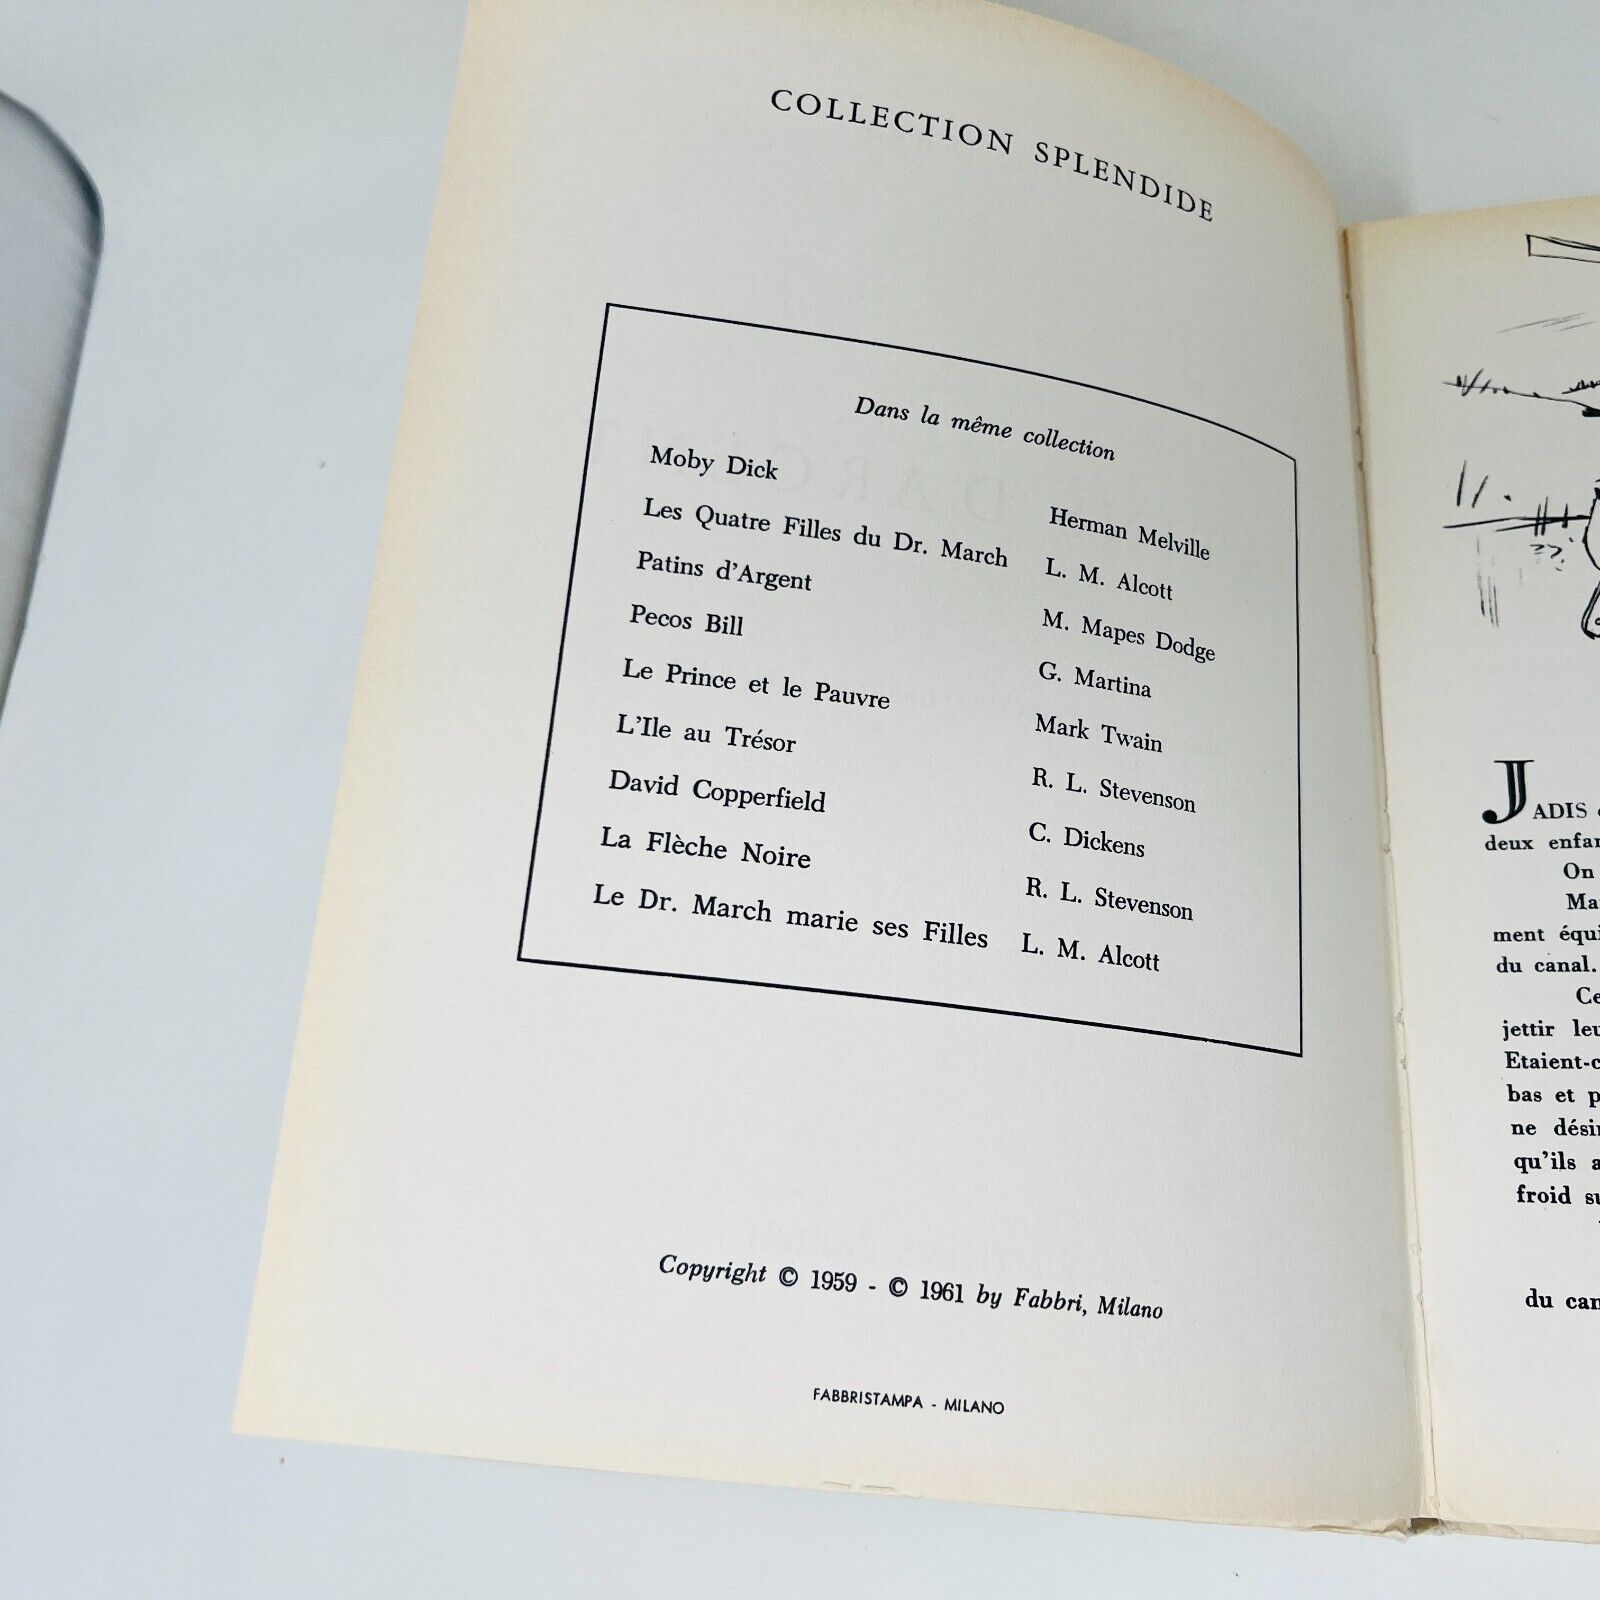 COLLECTION SPLENDIDE
Dans la même collection
Moby Dick Herman Melville
Les Quatre Filles du Dr. March L. M. Alcott
Patins d'Argent M. Mapes Dodge
Pecos Bill G. Martina
Le Prince et le Pauvre Mark Twain
L'Ile au Trésor R. L. Stevenson
David Copperfield C. Dickens
La Flèche Noire R. L. Stevenson
Le Dr. March marie ses Filles L. M. Alcott
Copyright © 1959 - © 1961 by Fabbri, Milano
FABBRISTAMPA - MILANO
JADIS
deux
On
ment
du canal.
jettir
bas et
ne
qu'ils
froid
du